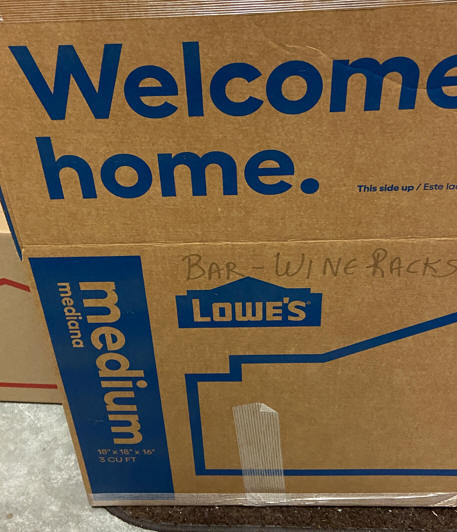 Welcome
home.
This side up / Este la
BAR - WINE RACKS
LOWE'S
medium
mediana
18" x 18" x 16"
3 CU FT